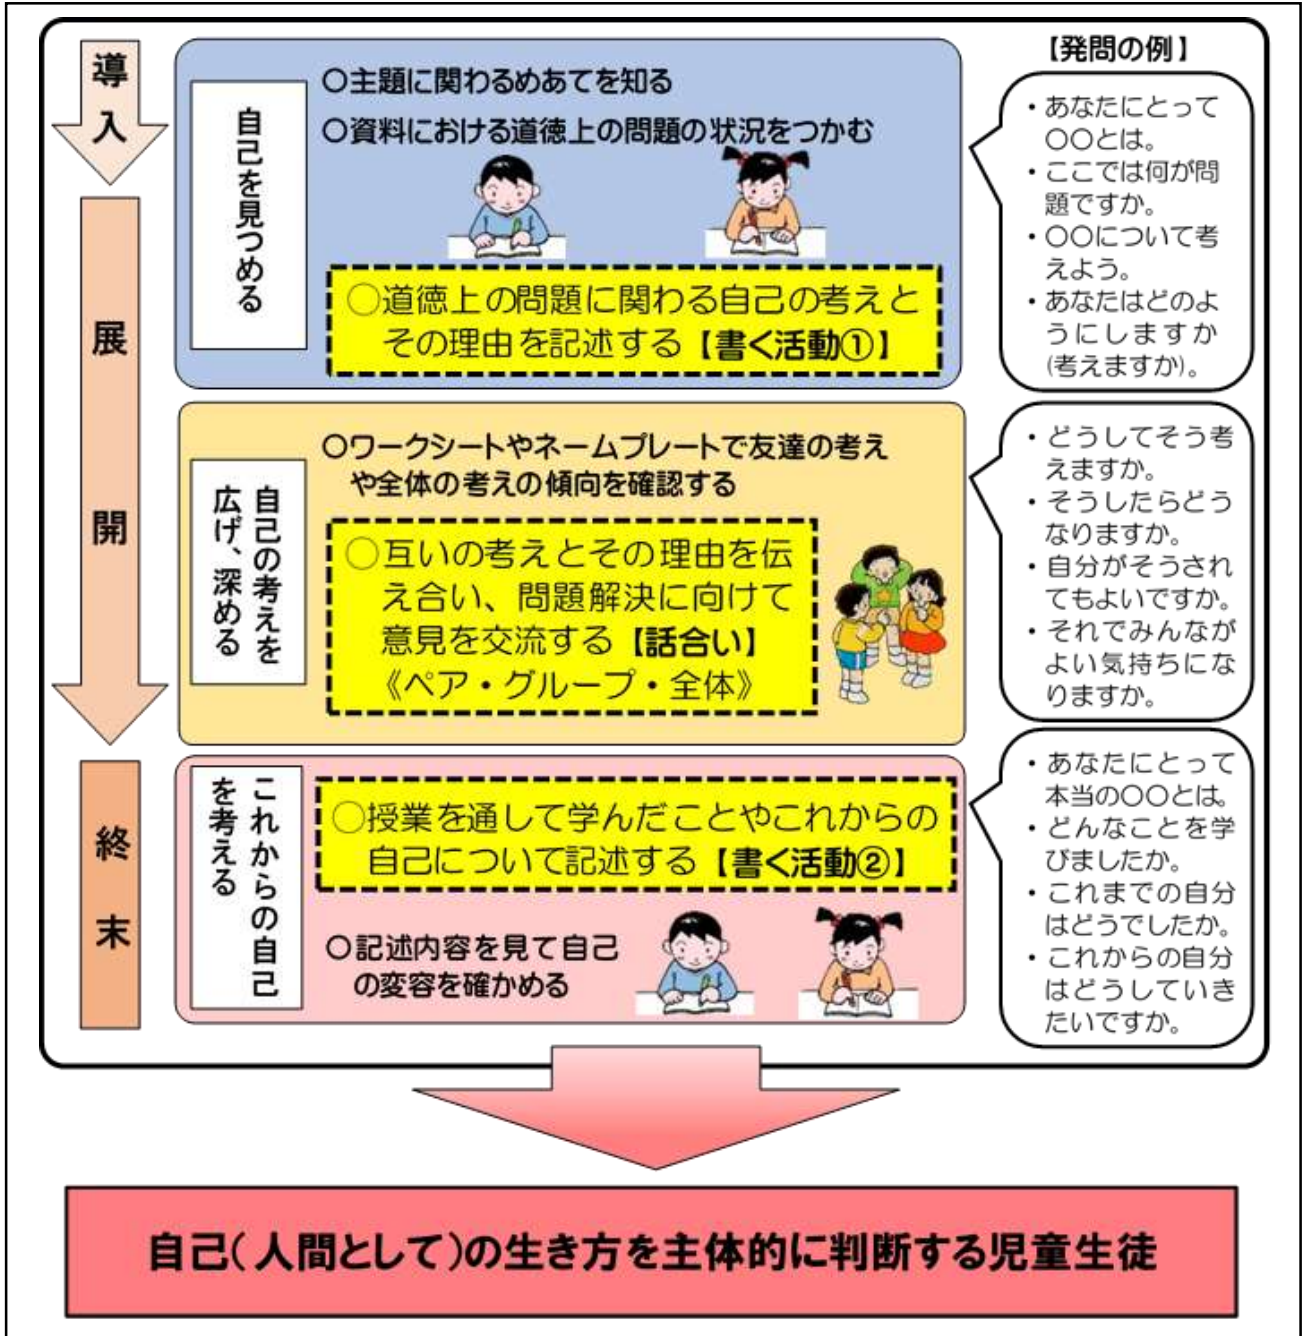 導入
自己を見つめる
〇主題に関わるめあてを知る
〇資料における道徳上の問題の状況をつかむ
〇道徳上の問題に関わる自己の考えと
その理由を記述する【書く活動①】
【発問の例】
・あなたにとって
〇〇とは。
・ここでは何が問
題ですか。
・〇〇について考
えよう。
・あなたはどのよ
うにしますか
(考えますか)。
展開
自己の考えを
広げ、深める
〇ワークシートやネームプレートで友達の考え
や全体の考えの傾向を確認する
〇互いの考えとその理由を伝
え合い、問題解決に向けて
意見を交流する【話合い】
《ペア・グループ・全体》
・どうしてそう考
えますか。
・そうしたらどう
なりますか。
・自分がそうされ
てもよいですか。
・それでみんなが
よい気持ちにな
りますか。
終末
これからの自己
を考える
〇授業を通して学んだことやこれからの
自己について記述する【書く活動②】
〇記述内容を見て自己
の変容を確かめる
・あなたにとって
本当の〇〇とは。
・どんなことを学
びましたか。
・これまでの自分
はどうでしたか。
・これからの自分
はどうしていき
たいですか。
自己(人間として)の生き方を主体的に判断する児童生徒